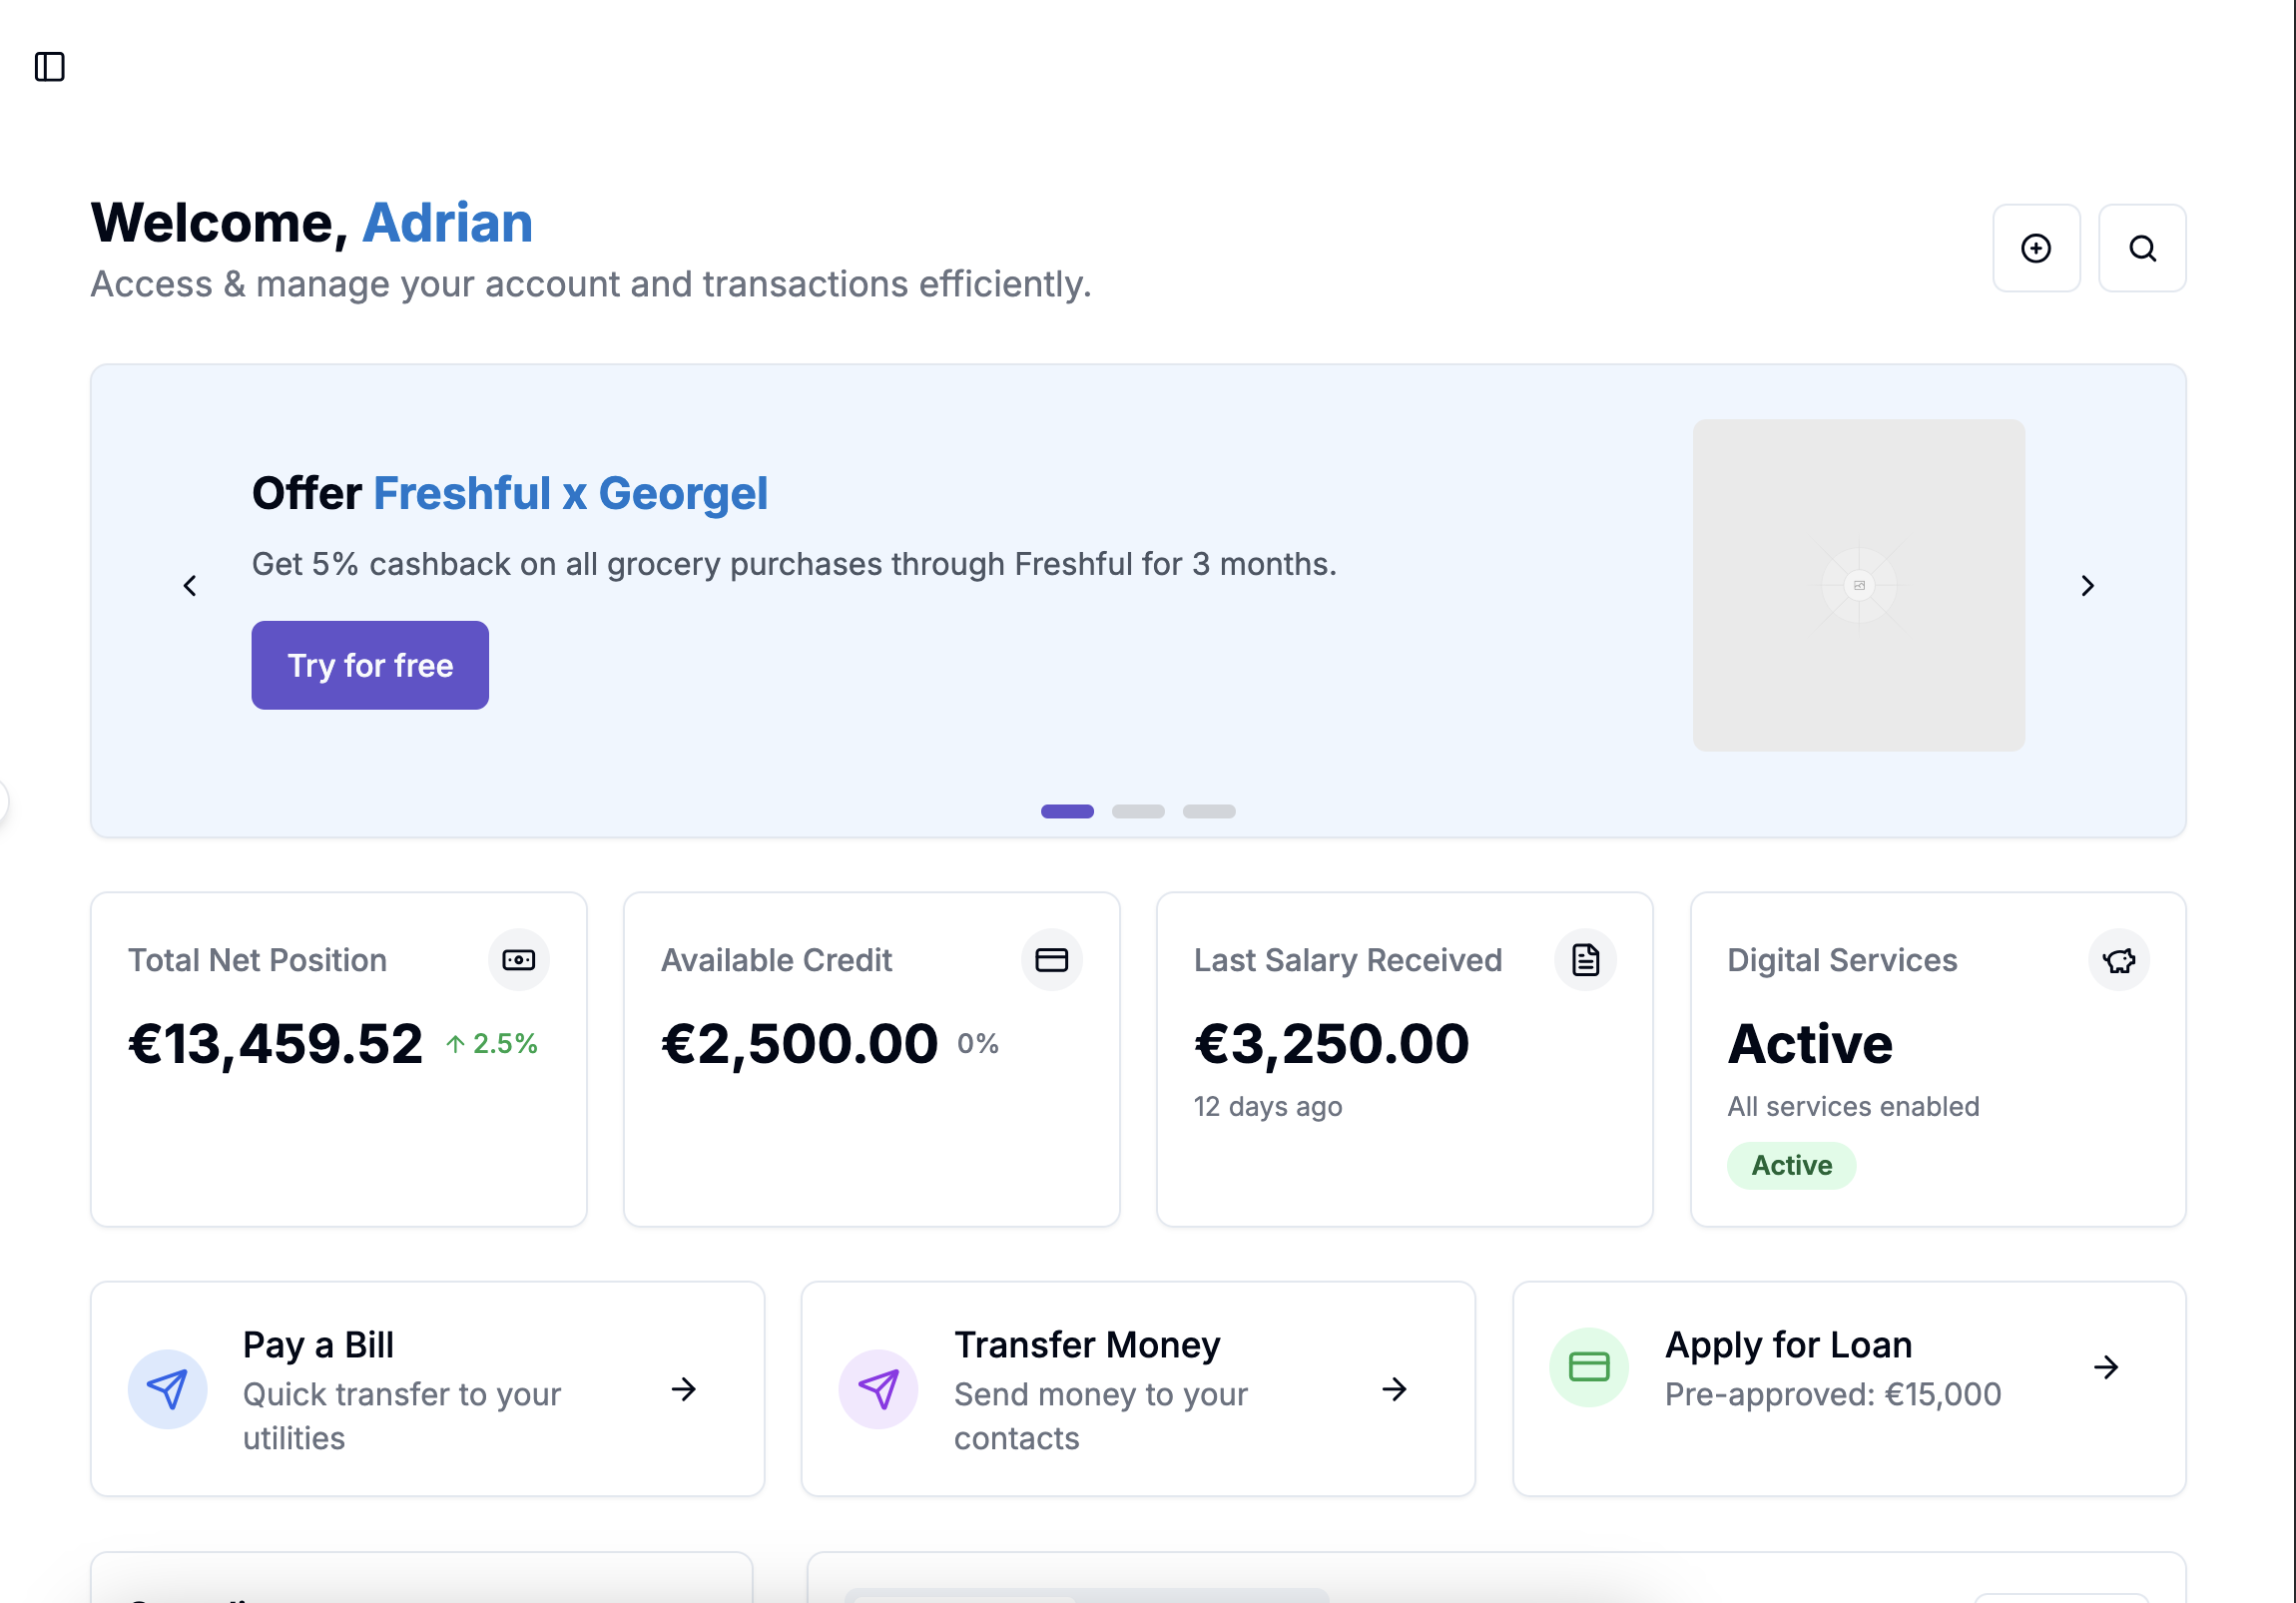 Welcome, Adrian
Access & manage your account and transactions efficiently.
Offer Freshful x Georgel
Get 5% cashback on all grocery purchases through Freshful for 3 months.
Try for free
Total Net Position
€13,459.52 ↑ 2.5%
Available Credit
€2,500.00 0%
Last Salary Received
€3,250.00
12 days ago
Digital Services
Active
All services enabled
Active
Pay a Bill
Quick transfer to your
utilities
Transfer Money
Send money to your
contacts
Apply for Loan
Pre-approved: €15,000